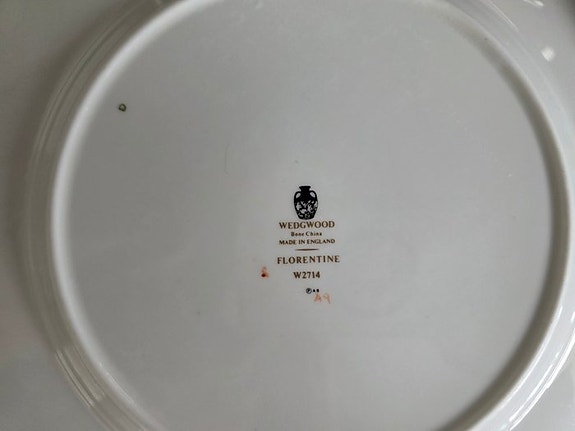 WEDGWOOD
Bone China
MADE IN ENGLAND
FLORENTINE
W2714